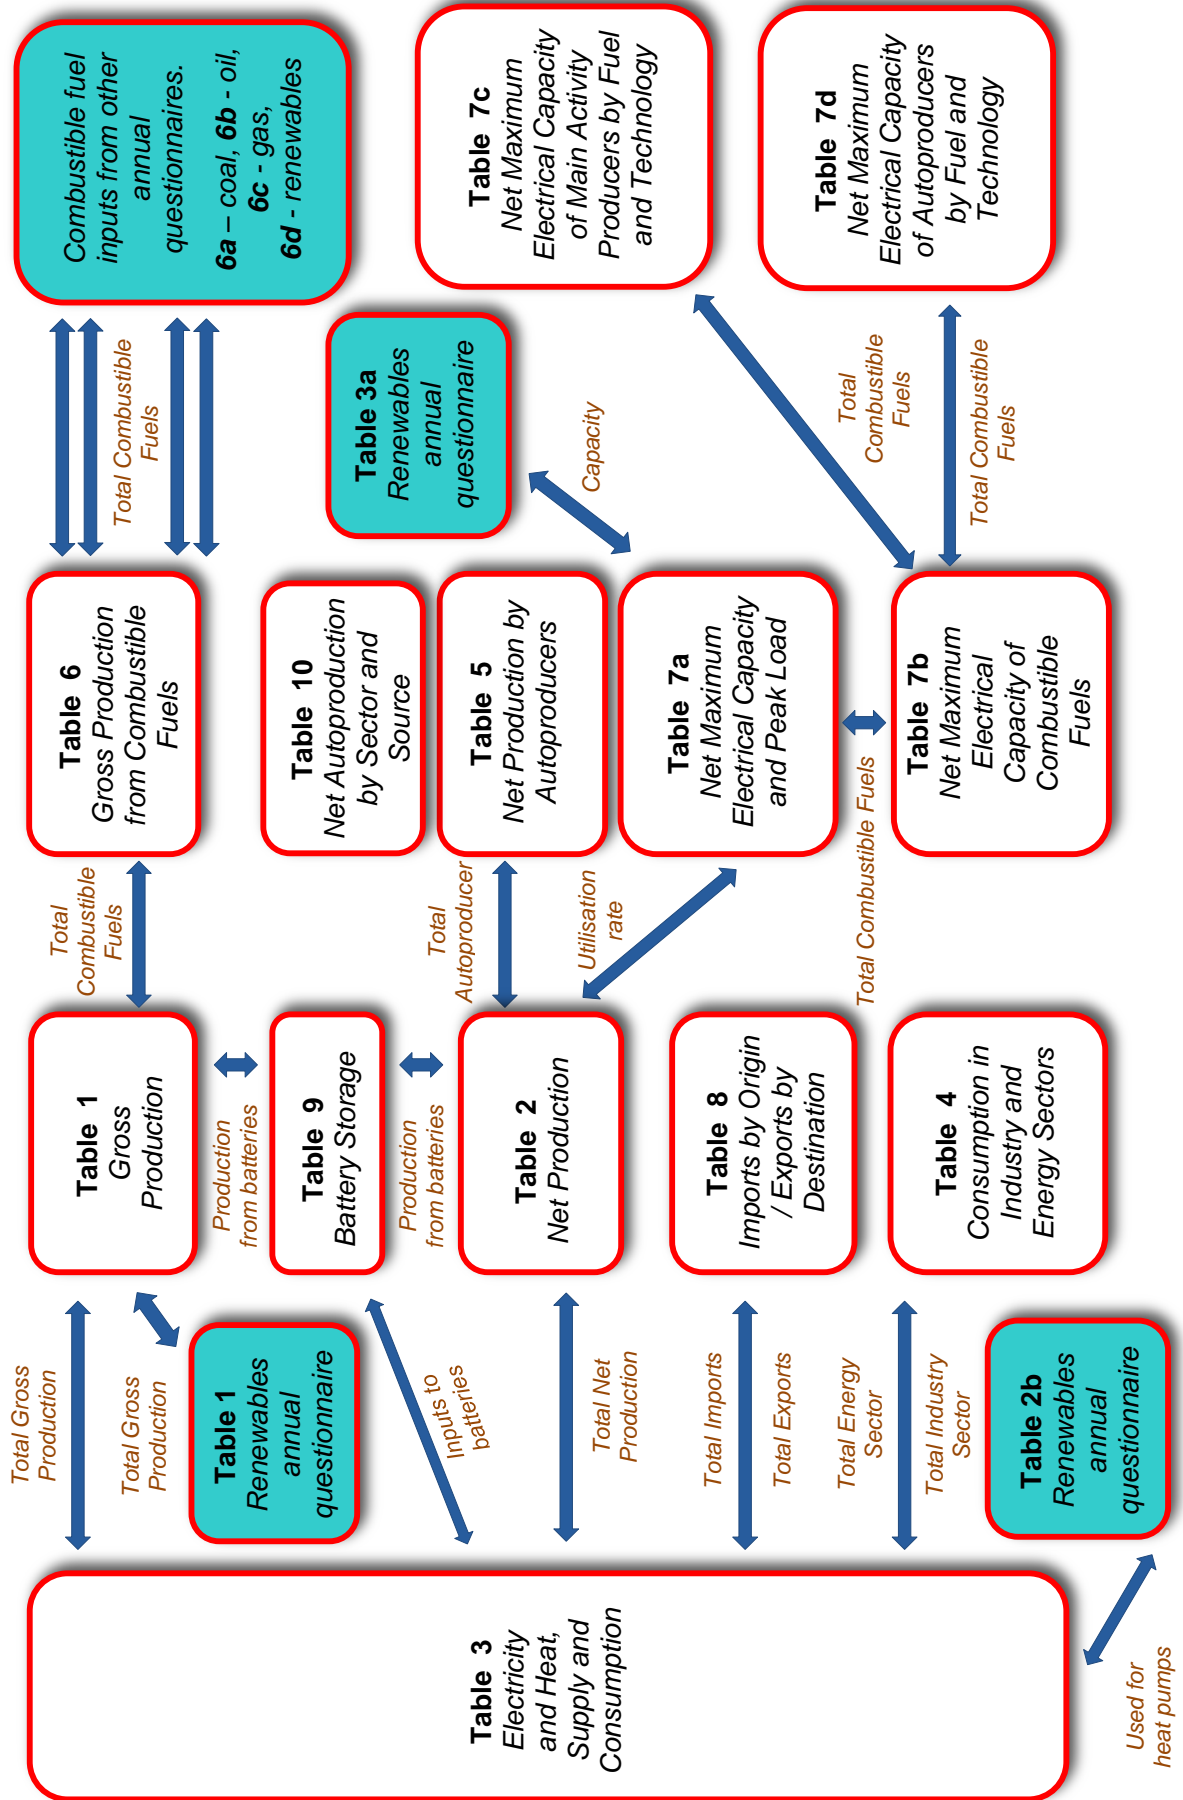 Table 3
Electricity
and Heat,
Supply and
Consumption
Total Gross
Production
Total Gross
Production
Table 1
Renewables
annual
questionnaire
Inputs to
batteries
Total Net
Production
Total Imports
Total Exports
Total Energy
Sector
Total Industry
Sector
Table 2b
Renewables
annual
questionnaire
Used for
heat pumps
Table 1
Gross
Production
Production
from batteries
Table 9
Battery Storage
Production
from batteries
Table 2
Net Production
Table 8
Imports by Origin
/ Exports by
Destination
Table 4
Consumption in
Industry and
Energy Sectors
Total
Combustible
Fuels
Total
Autoproducer
Utilisation
rate
Total Combustible Fuels
Table 6
Gross Production
from Combustible
Fuels
Table 10
Net Autoproduction
by Sector and
Source
Table 5
Net Production by
Autoproducers
Table 7a
Net Maximum
Electrical Capacity
and Peak Load
Table 7b
Net Maximum
Electrical
Capacity of
Combustible
Fuels
Total Combustible
Fuels
Table 3a
Renewables
annual
questionnaire
Capacity
Total
Combustible
Fuels
Total Combustible
Fuels
Combustible fuel
inputs from other
annual
questionnaires.
6a – coal, 6b - oil,
6c - gas,
6d - renewables
Table 7c
Net Maximum
Electrical Capacity
of Main Activity
Producers by Fuel
and Technology
Table 7d
Net Maximum
Electrical Capacity
of Autoproducers
by Fuel and
Technology